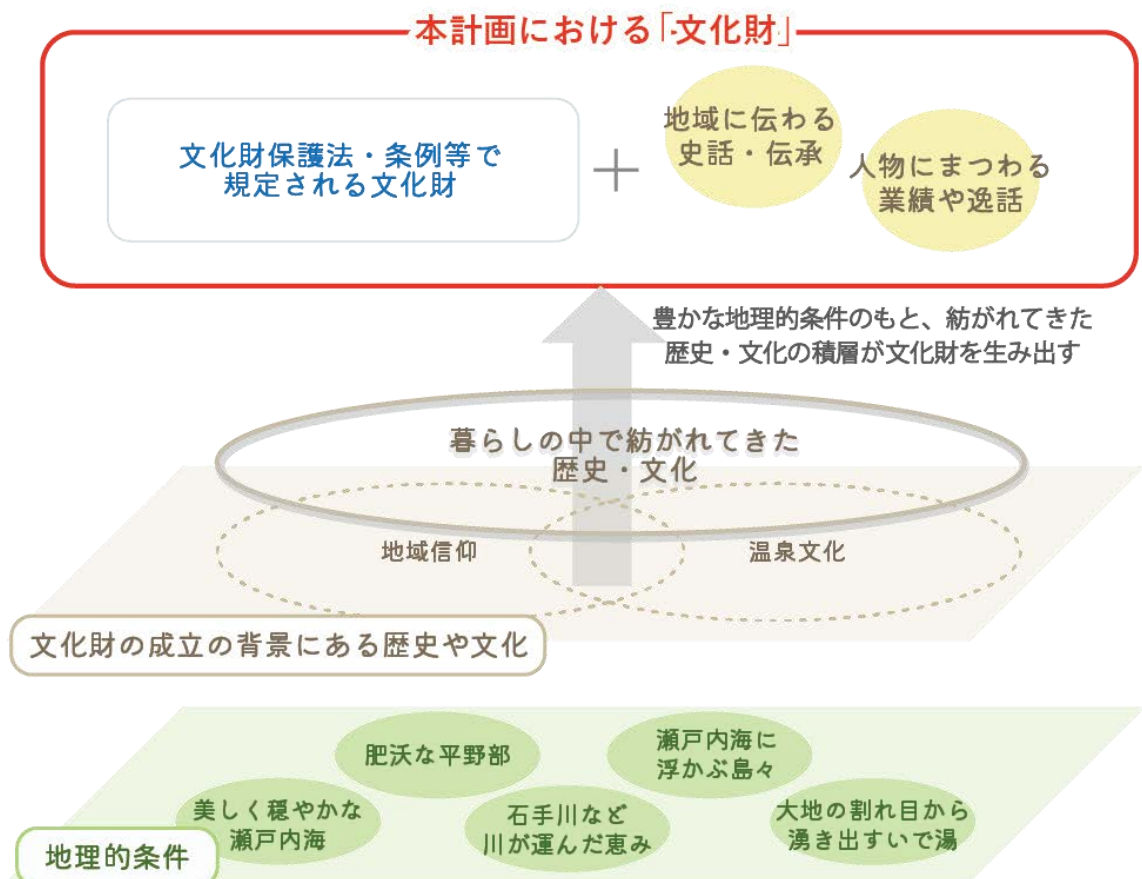 本計画における「文化財」
文化財保護法・条例等で
規定される文化財
+
地域に伝わる
史話・伝承
人物にまつわる
業績や逸話
豊かな地理的条件のもと、紡がれてきた
歴史・文化の積層が文化財を生み出す
暮らしの中で紡がれてきた
歴史・文化
地域信仰
温泉文化
文化財の成立の背景にある歴史や文化
肥沃な平野部
瀬戸内海に
浮かぶ島々
美しく穏やかな
瀬戸内海
石手川など
川が運んだ恵み
大地の割れ目から
湧き出すいで湯
地理的条件